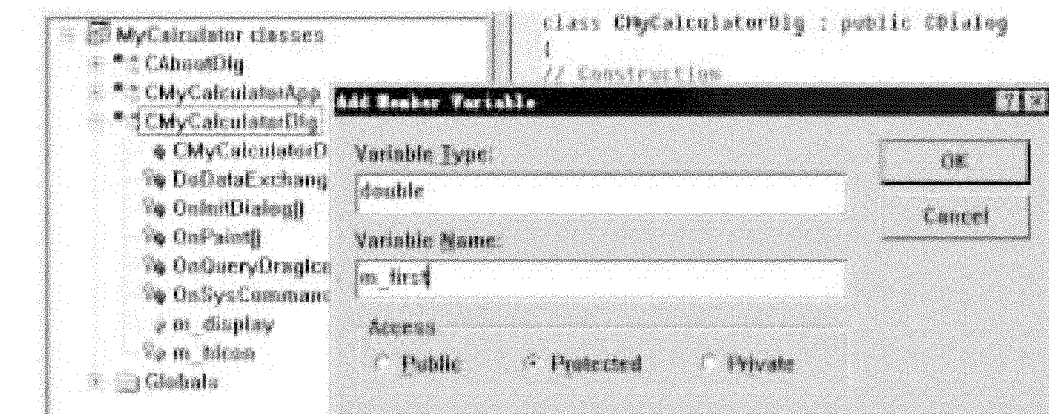 MyCalculator classes
CAboutDlg
CMyCalculatorApp
CMyCalculatorDlg
CMyCalculatorD
DoDataExchang
OnInitDialog()
OnPaint()
OnQueryDragIco
OnSysCommand
m_display
m_hIcon
Globals
class CMyCalculatorDlg : public CDialog
{
// Construction
Add Member Variable
Variable Type:
double
Variable Name:
m_first
Access
Public
Protected
Private
OK
Cancel